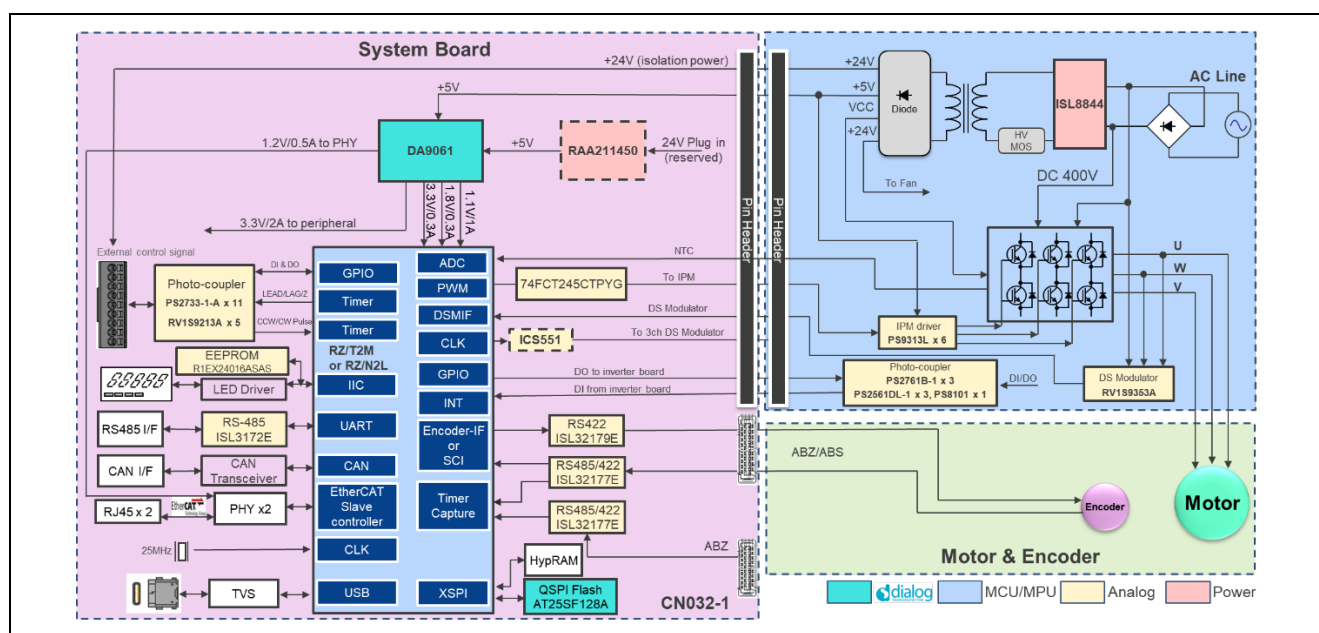 System Board
+24V (isolation power)
+5V
1.2V/0.5A to PHY
DA9061
+5V
RAA211450
24V Plug in
(reserved)
3.3V/0.3A
1.8V/0.3A
1.1V/1A
3.3V/2A to peripheral
External control signal
Photo-coupler
PS2733-1-A x 11
RV1S9213A x 5
DI & DO
LEAD/LAG/Z
CCW/CW Pulse
EEPROM
R1EX24016ASAS
LED Driver
RS485 I/F
RS-485
ISL3172E
CAN I/F
CAN
Transceiver
RJ45 x 2
EtherCAT
PHY x2
25MHz
TVS
GPIO
Timer
Timer
RZ/T2M
or RZ/N2L
IIC
UART
CAN
EtherCAT
Slave
controller
CLK
USB
ADC
PWM
DSMIF
CLK
GPIO
INT
Encoder-IF
or
SCI
Timer
Capture
XSPI
NTC
74FCT245CTPYG
To IPM
DS Modulator
ICS551
To 3ch DS Modulator
DO to inverter board
DI from inverter board
RS422
ISL32179E
RS485/422
ISL32177E
RS485/422
ISL32177E
ABZ
HypRAM
QSPI Flash
AT25SF128A
CN032-1
Pin Header
Pin Header
+24V
+5V
VCC
+24V
Diode
To Fan
HV
MOS
ISL8844
AC Line
DC 400V
U
W
V
IPM driver
PS9313L x 6
Photo-coupler
PS2761B-1 x 3
PS2561DL-1 x 3, PS8101 x 1
DI/DO
DS Modulator
RV1S9353A
ABZ/ABS
Encoder
Motor
Motor & Encoder
dialog
MCU/MPU
Analog
Power